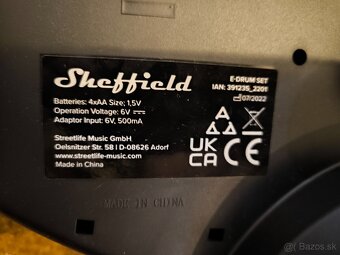 Sheffield
E-DRUM SET
IAN: 391235_2201
07/2022
Batteries: 4xAA Size; 1,5V
Operation Voltage: 6V
Adaptor Input: 6V, 500mA
Streetlife Music GmbH
Oelsnitzer Str. 58 I D-08626 Adorf
www.streetlife-music.com
Made in China
UK
CA
CE
MADE IN CHINA
bazos.sk